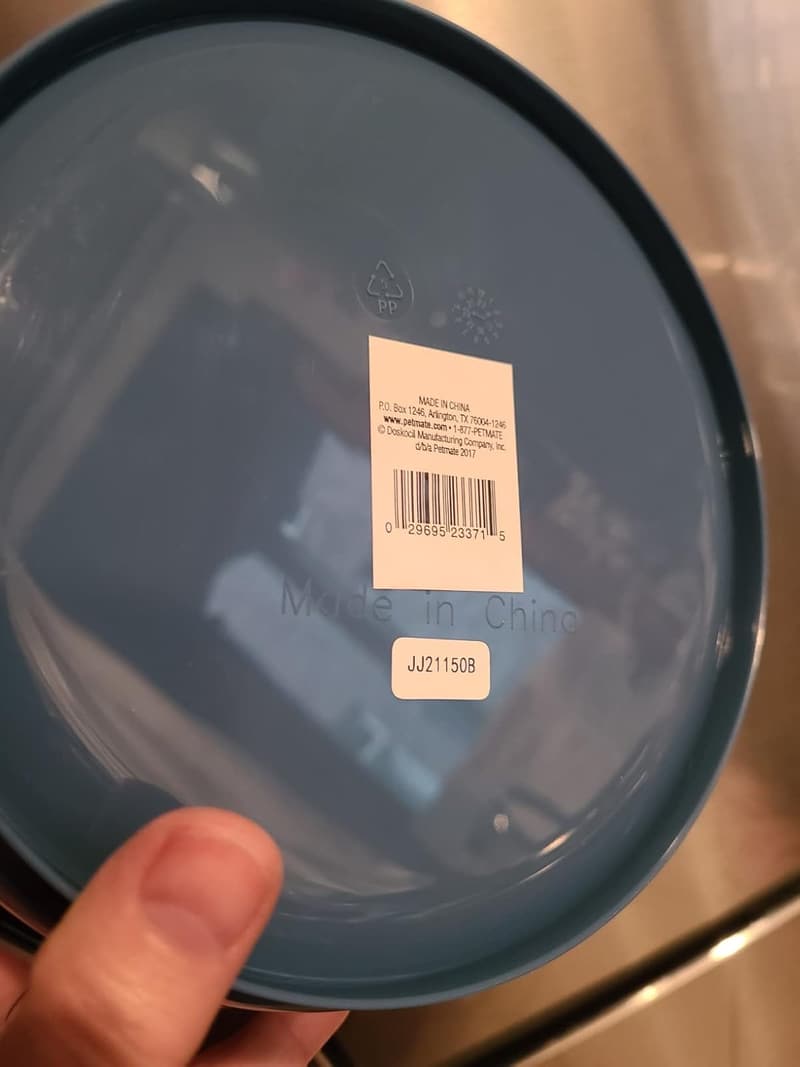 PP
MADE IN CHINA
P.O. Box 1246, Arlington, TX 76004-1246
www.petmate.com • 1-877-PETMATE
© Doskocil Manufacturing Company, Inc.
d/b/a Petmate 2017
0 29695 23371 5
Made in China
JJ21150B